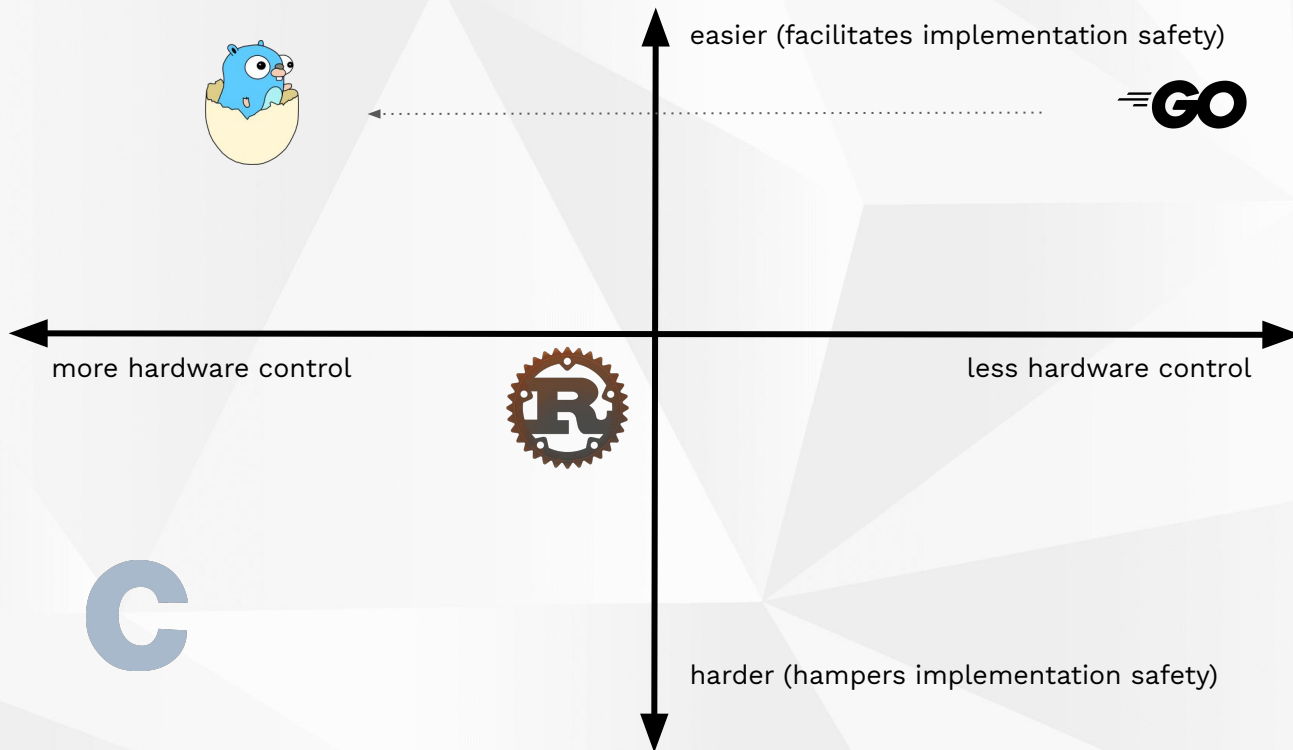 easier (facilitates implementation safety)
GO
more hardware control
less hardware control
R
C
harder (hampers implementation safety)